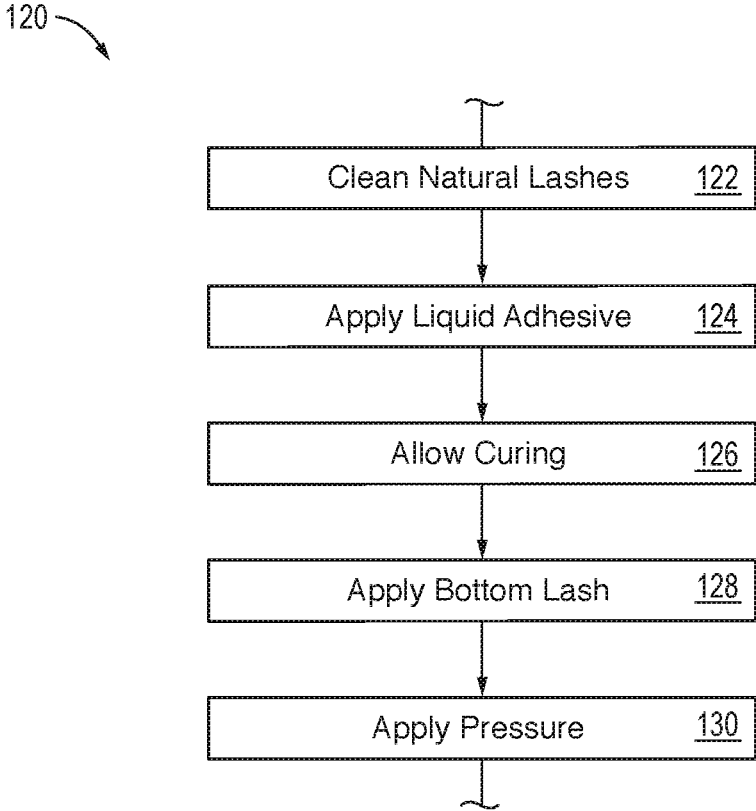 120
Clean Natural Lashes 122
Apply Liquid Adhesive 124
Allow Curing 126
Apply Bottom Lash 128
Apply Pressure 130